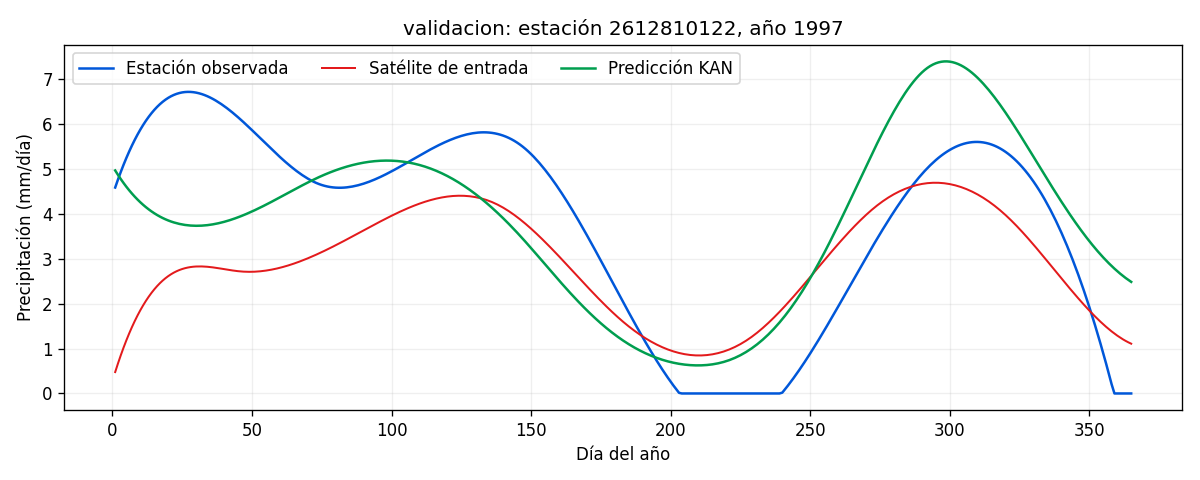 validacion: estación 2612810122, año 1997
Estación observada
Satélite de entrada
Predicción KAN
Precipitación (mm/día)
7
6
5
4
3
2
1
0
0
50
100
150
200
250
300
350
Día del año